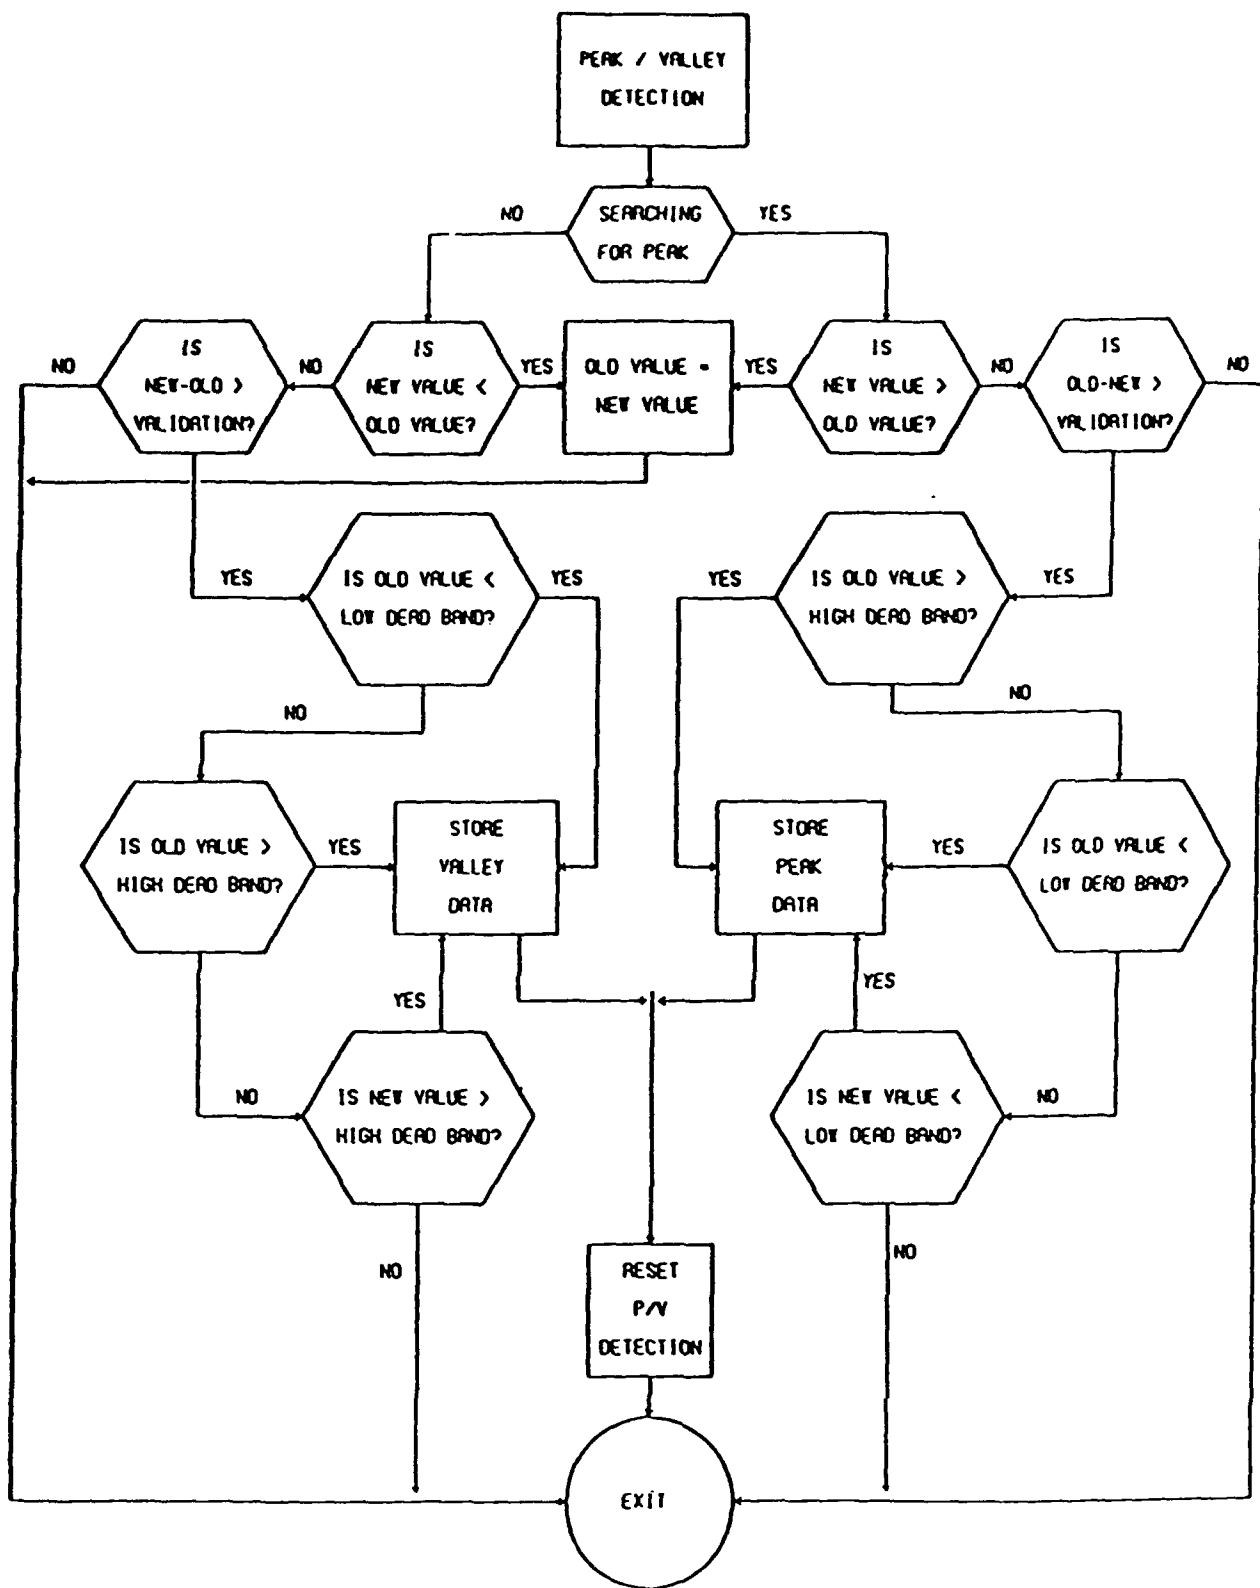 PEAK / VALLEY
DETECTION
NO
SEARCHING
FOR PEAK
YES
NO
IS
NEW-OLD >
VALIDATION?
NO
IS
NEW VALUE <
OLD VALUE?
YES
OLD VALUE =
NEW VALUE
YES
IS
NEW VALUE >
OLD VALUE?
NO
IS
OLD-NEW >
VALIDATION?
NO
YES
IS OLD VALUE <
LOW DEAD BAND?
YES
YES
IS OLD VALUE >
HIGH DEAD BAND?
YES
NO
NO
IS OLD VALUE >
HIGH DEAD BAND?
YES
STORE
VALLEY
DATA
STORE
PEAK
DATA
YES
IS OLD VALUE <
LOW DEAD BAND?
YES
YES
NO
IS NEW VALUE >
HIGH DEAD BAND?
IS NEW VALUE <
LOW DEAD BAND?
NO
NO
NO
RESET
P/V
DETECTION
EXIT